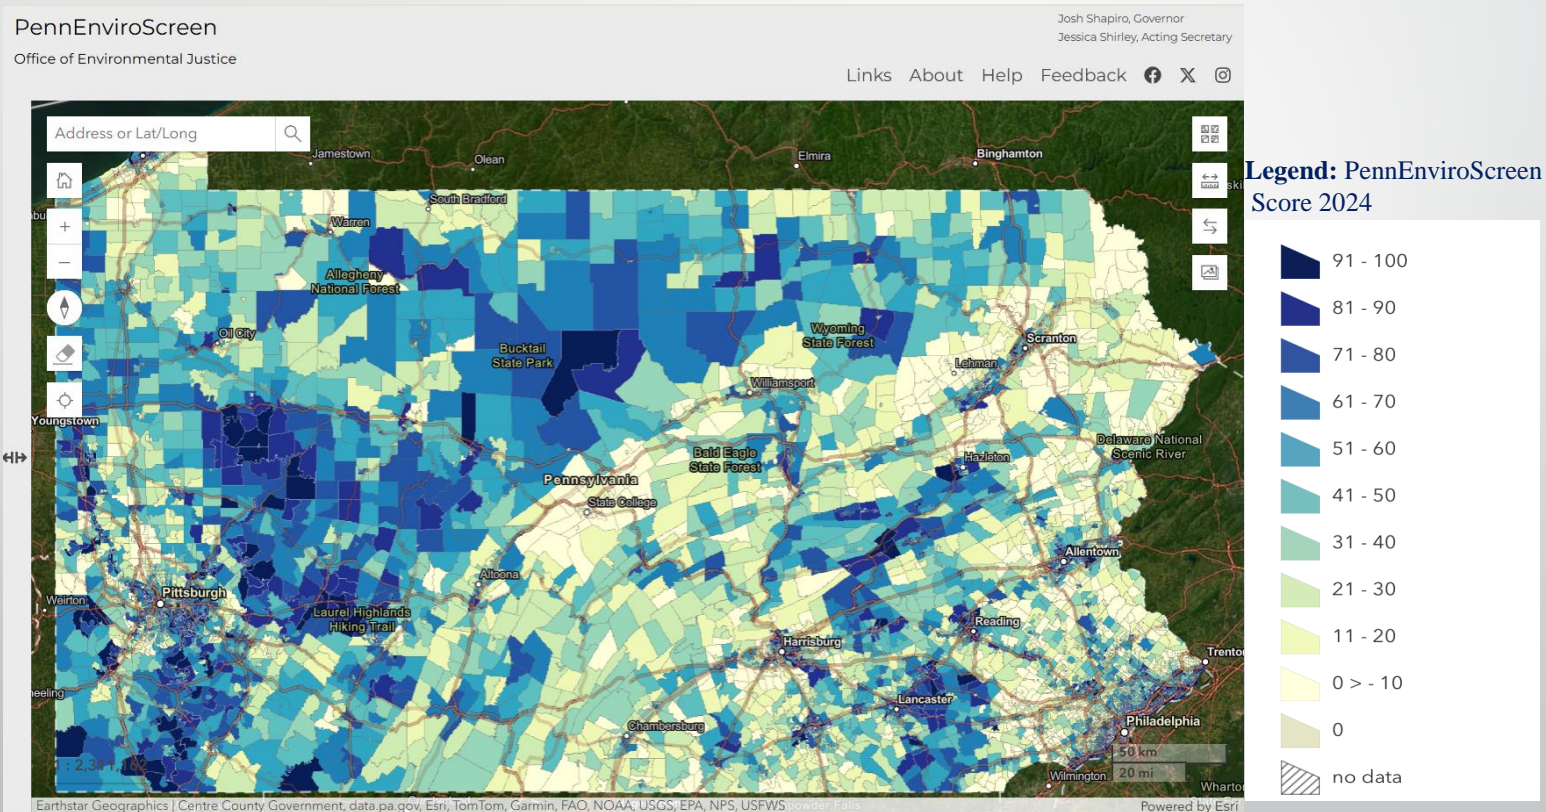 PennEnviroScreen
Office of Environmental Justice
Josh Shapiro, Governor
Jessica Shirley, Acting Secretary
Links About Help Feedback
Address or Lat/Long
Jamestown
Olean
Elmira
Binghamton
South Bradford
Warren
Allegheny
National Forest
Oil City
Bucktail
State Park
Wyoming
State Forest
Scranton
Lehman
Williamsport
Youngstown
Bald Eagle
State Forest
Delaware National
Scenic River
Hazleton
Pennsylvania
State College
Allentown
Altoona
Weirton
Pittsburgh
Laurel Highlands
Hiking Trail
Reading
Harrisburg
Trento
heeling
Lancaster
Chambersburg
Philadelphia
50 km
20 mi
Wilmington
Wharto
Earthstar Geographics | Centre County Government, data.pa.gov, Esri, TomTom, Garmin, FAO, NOAA, USGS, EPA, NPS, USFWS
Powered by Esri
Legend: PennEnviroScreen
Score 2024
91 - 100
81 - 90
71 - 80
61 - 70
51 - 60
41 - 50
31 - 40
21 - 30
11 - 20
0 > - 10
0
no data